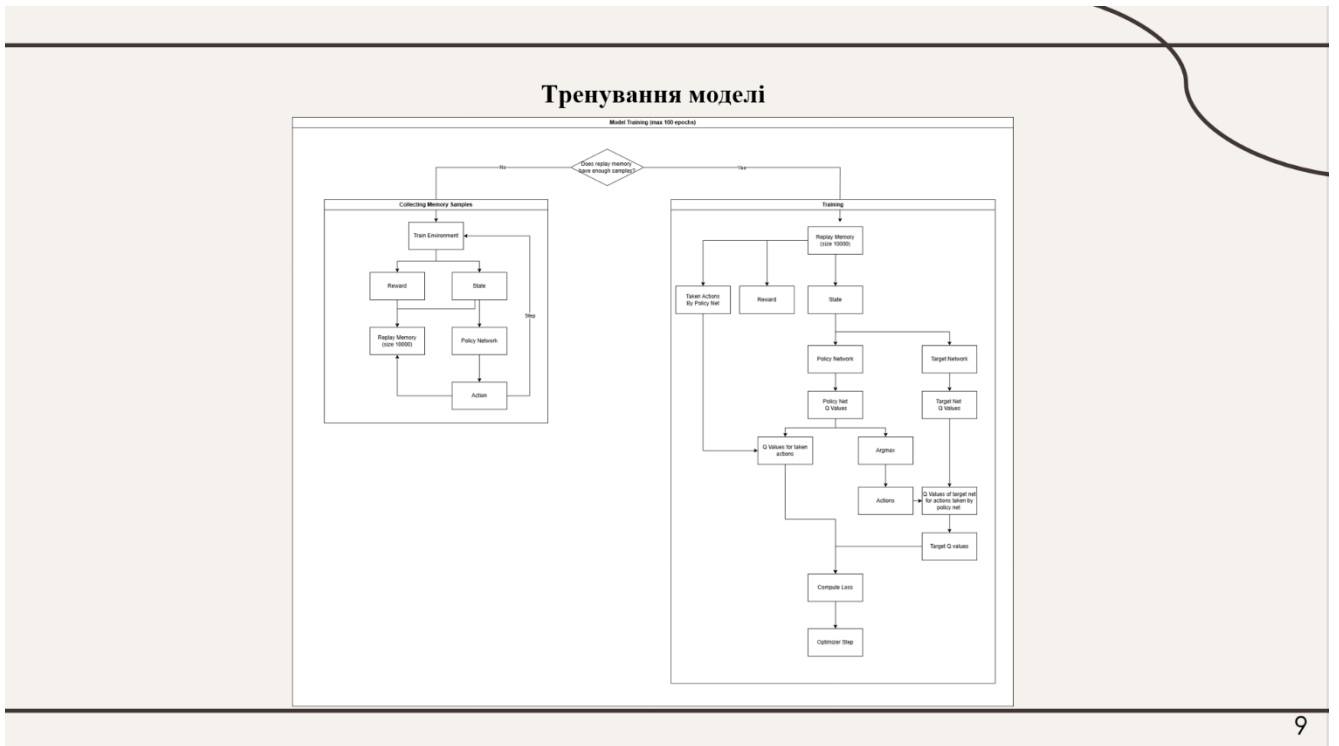 Тренування моделі
Model Training (max 100 epochs)
Does replay memory
have enough samples?
No
Yes
Collecting Memory Samples
Train Environment
Reward
State
Step
Replay Memory
(size 10000)
Policy Network
Action
Training
Replay Memory
(size 10000)
Taken Actions
By Policy Net
Reward
State
Policy Network
Target Network
Policy Net
Q Values
Target Net
Q Values
Q Values for taken
actions
Argmax
Actions
Q Values of target net
for actions taken by
policy net
Target Q values
Compute Loss
Optimizer Step
9